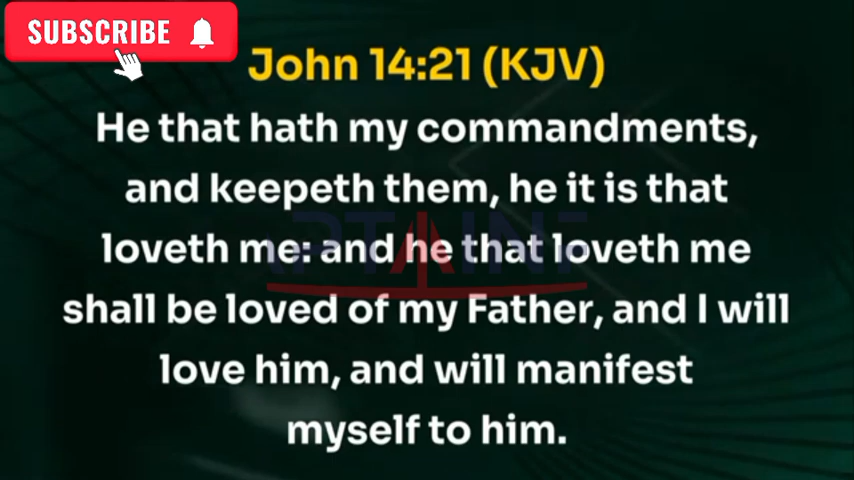 SUBSCRIBE
John 14:21 (KJV)
He that hath my commandments,
and keepeth them, he it is that
loveth me: and he that loveth me
shall be loved of my Father, and I will
love him, and will manifest
myself to him.